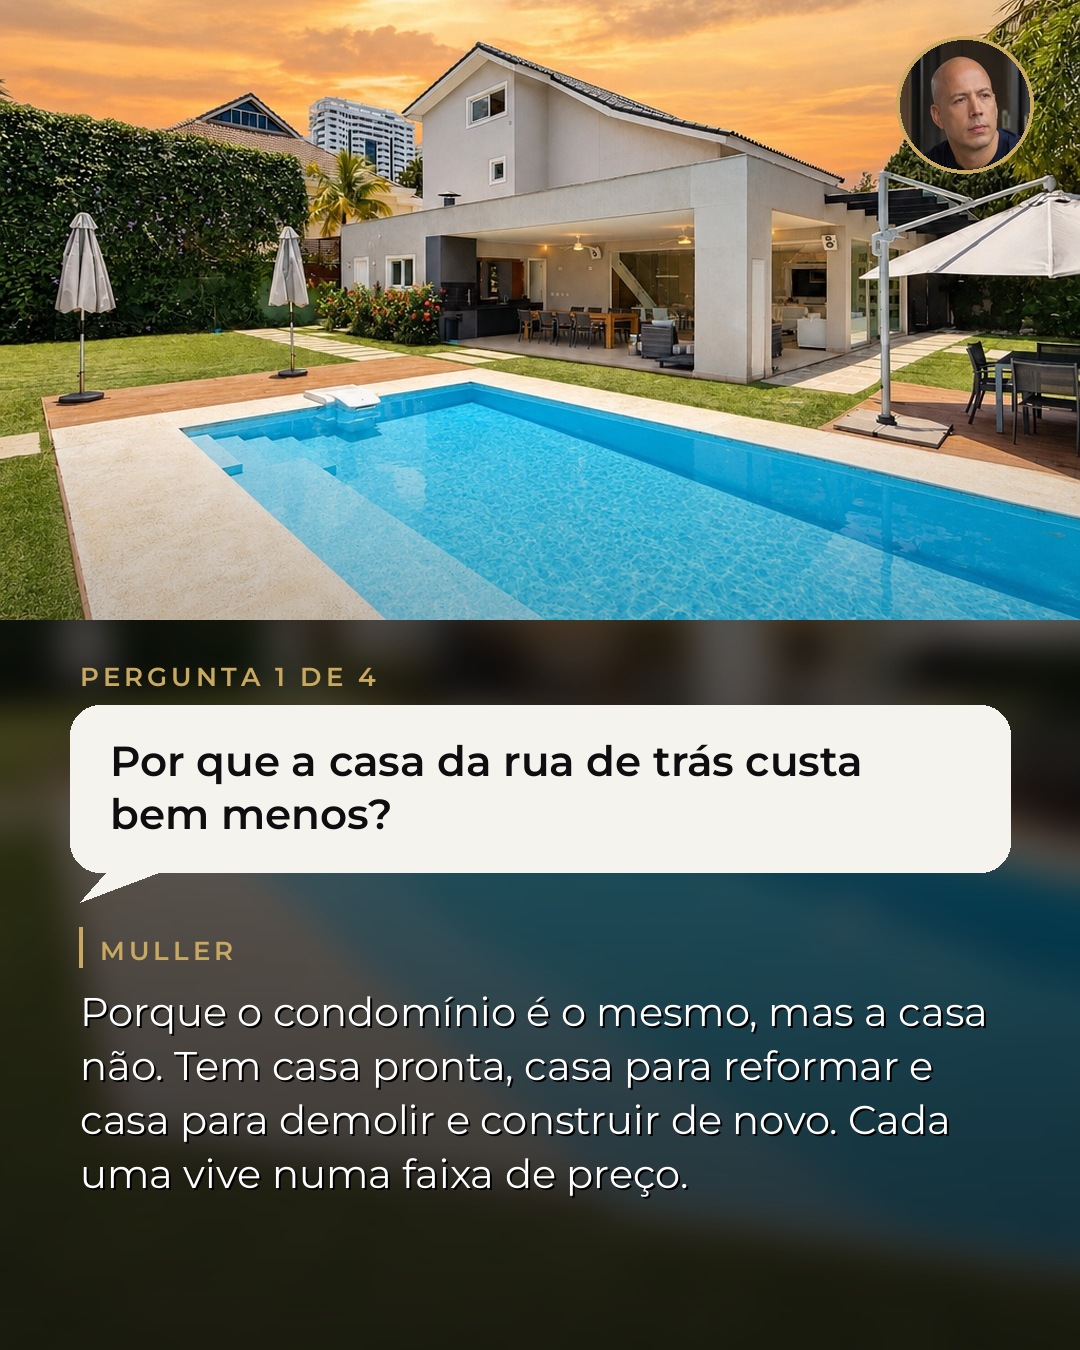 PERGUNTA 1 DE 4
Por que a casa da rua de trás custa
bem menos?
MULLER
Porque o condomínio é o mesmo, mas a casa
não. Tem casa pronta, casa para reformar e
casa para demolir e construir de novo. Cada
uma vive numa faixa de preço.